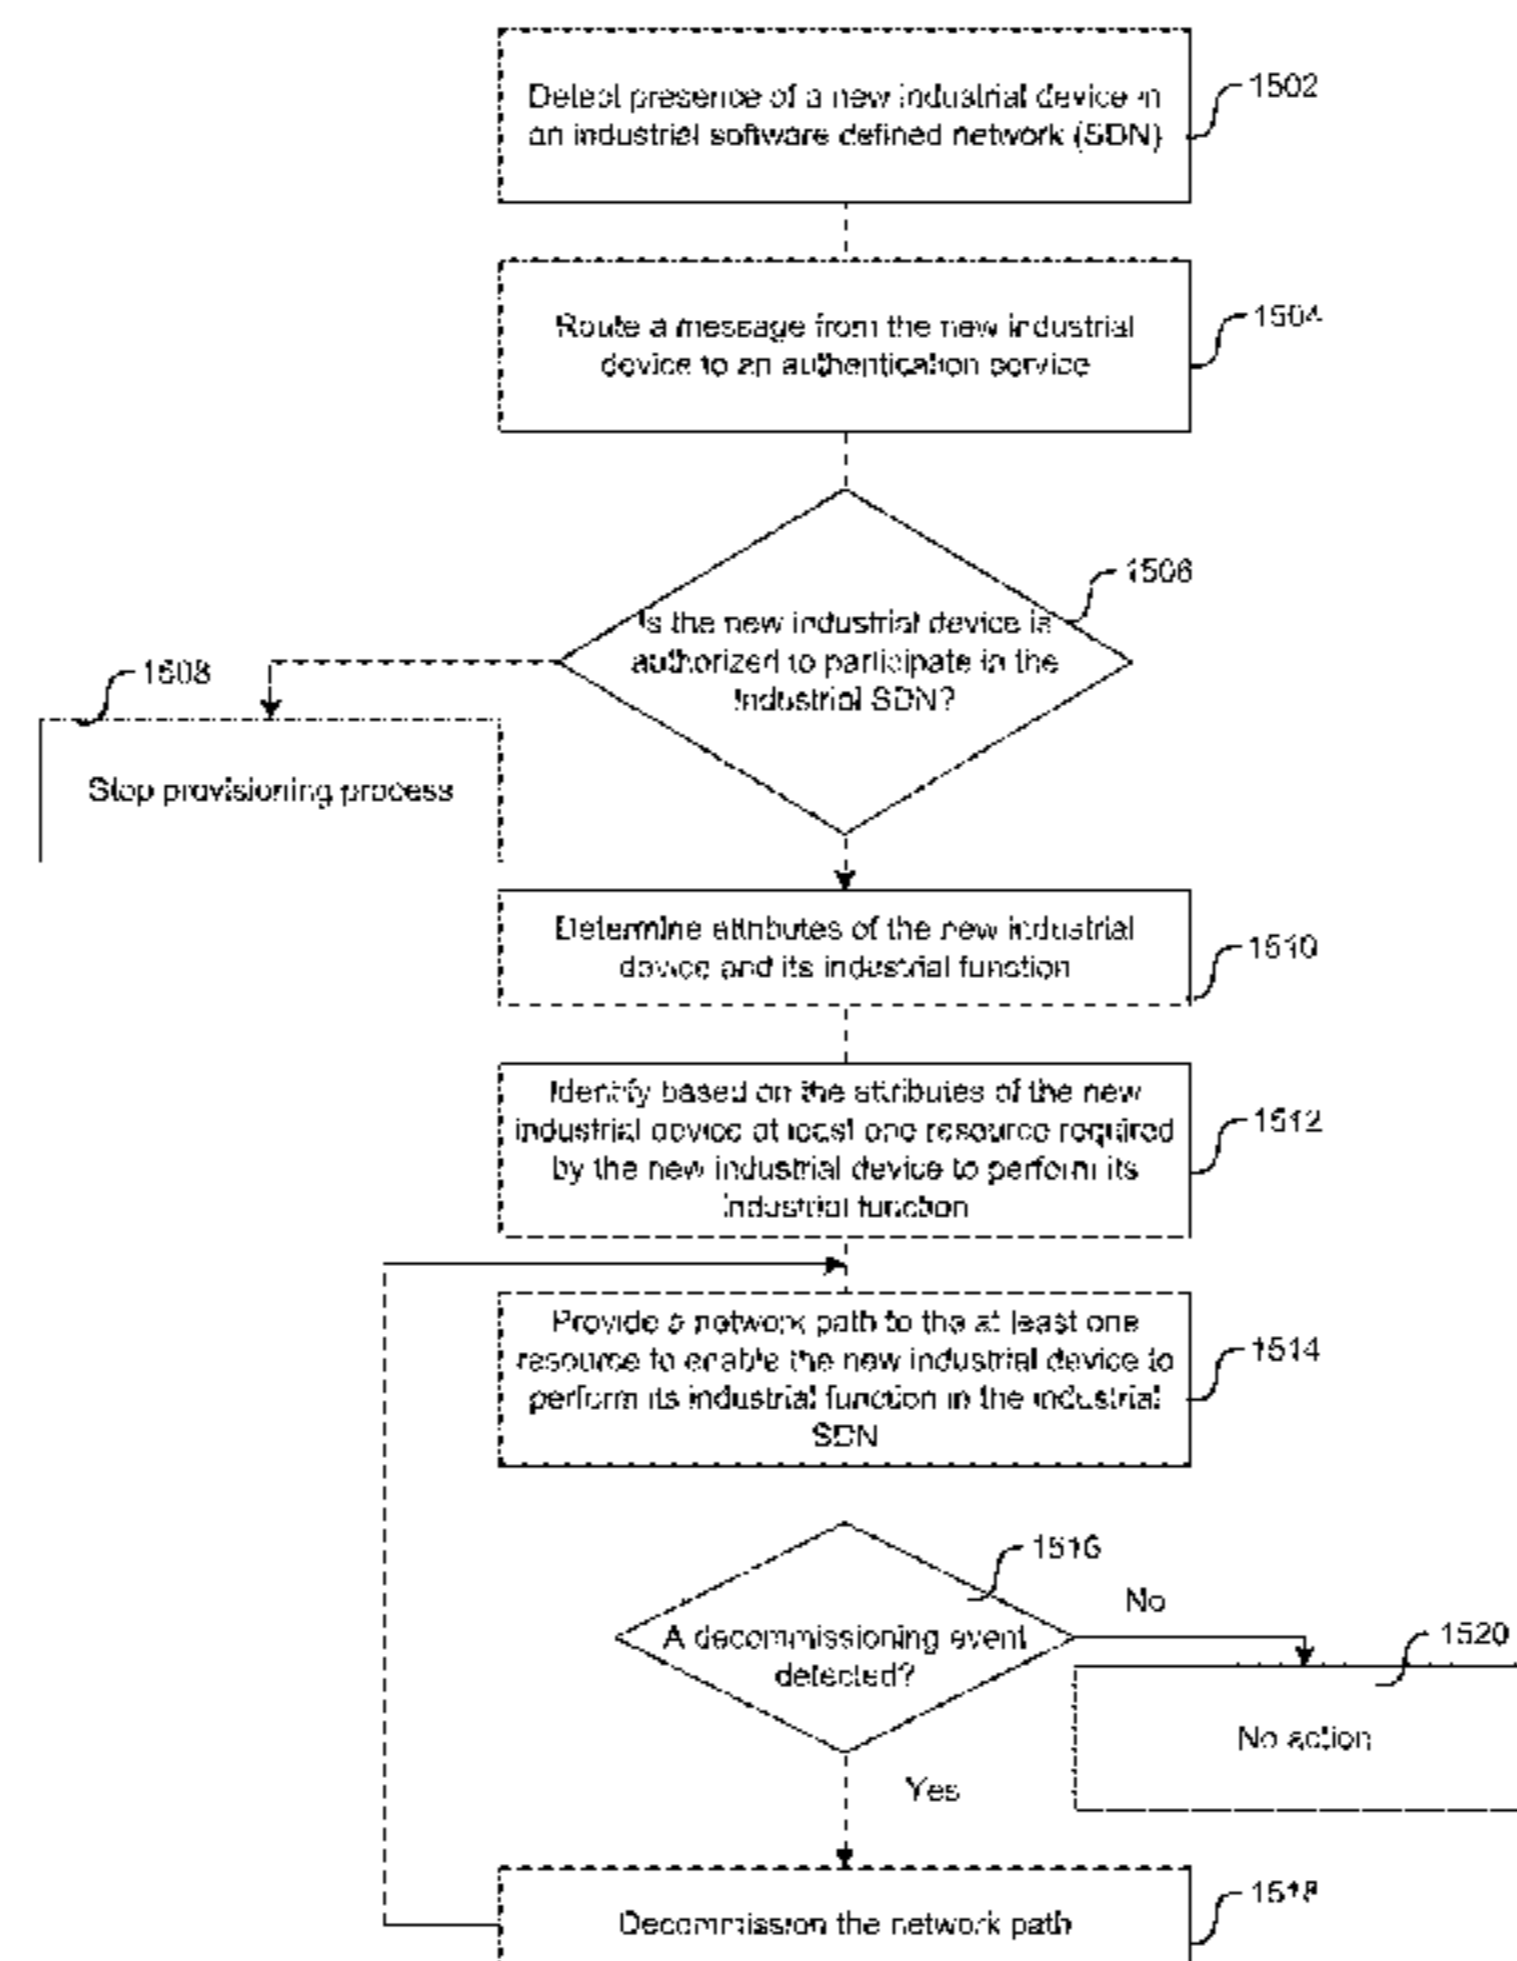 Detect presence of a new industrial device in
an industrial software defined network (SDN)
1502
Route a message from the new industrial
device to an authentication service
1504
Is the new industrial device is
authorized to participate in the
Industrial SDN?
1506
1508
Stop provisioning process
Determine attributes of the new industrial
device and its industrial function
1510
Identify based on the attributes of the new
industrial device at least one resource required
by the new industrial device to perform its
industrial function
1512
Provide a network path to the at least one
resource to enable the new industrial device to
perform its industrial function in the industrial
SDN
1514
A decommissioning event
detected?
1516
No
1520
No action
Yes
Decommission the network path
1518